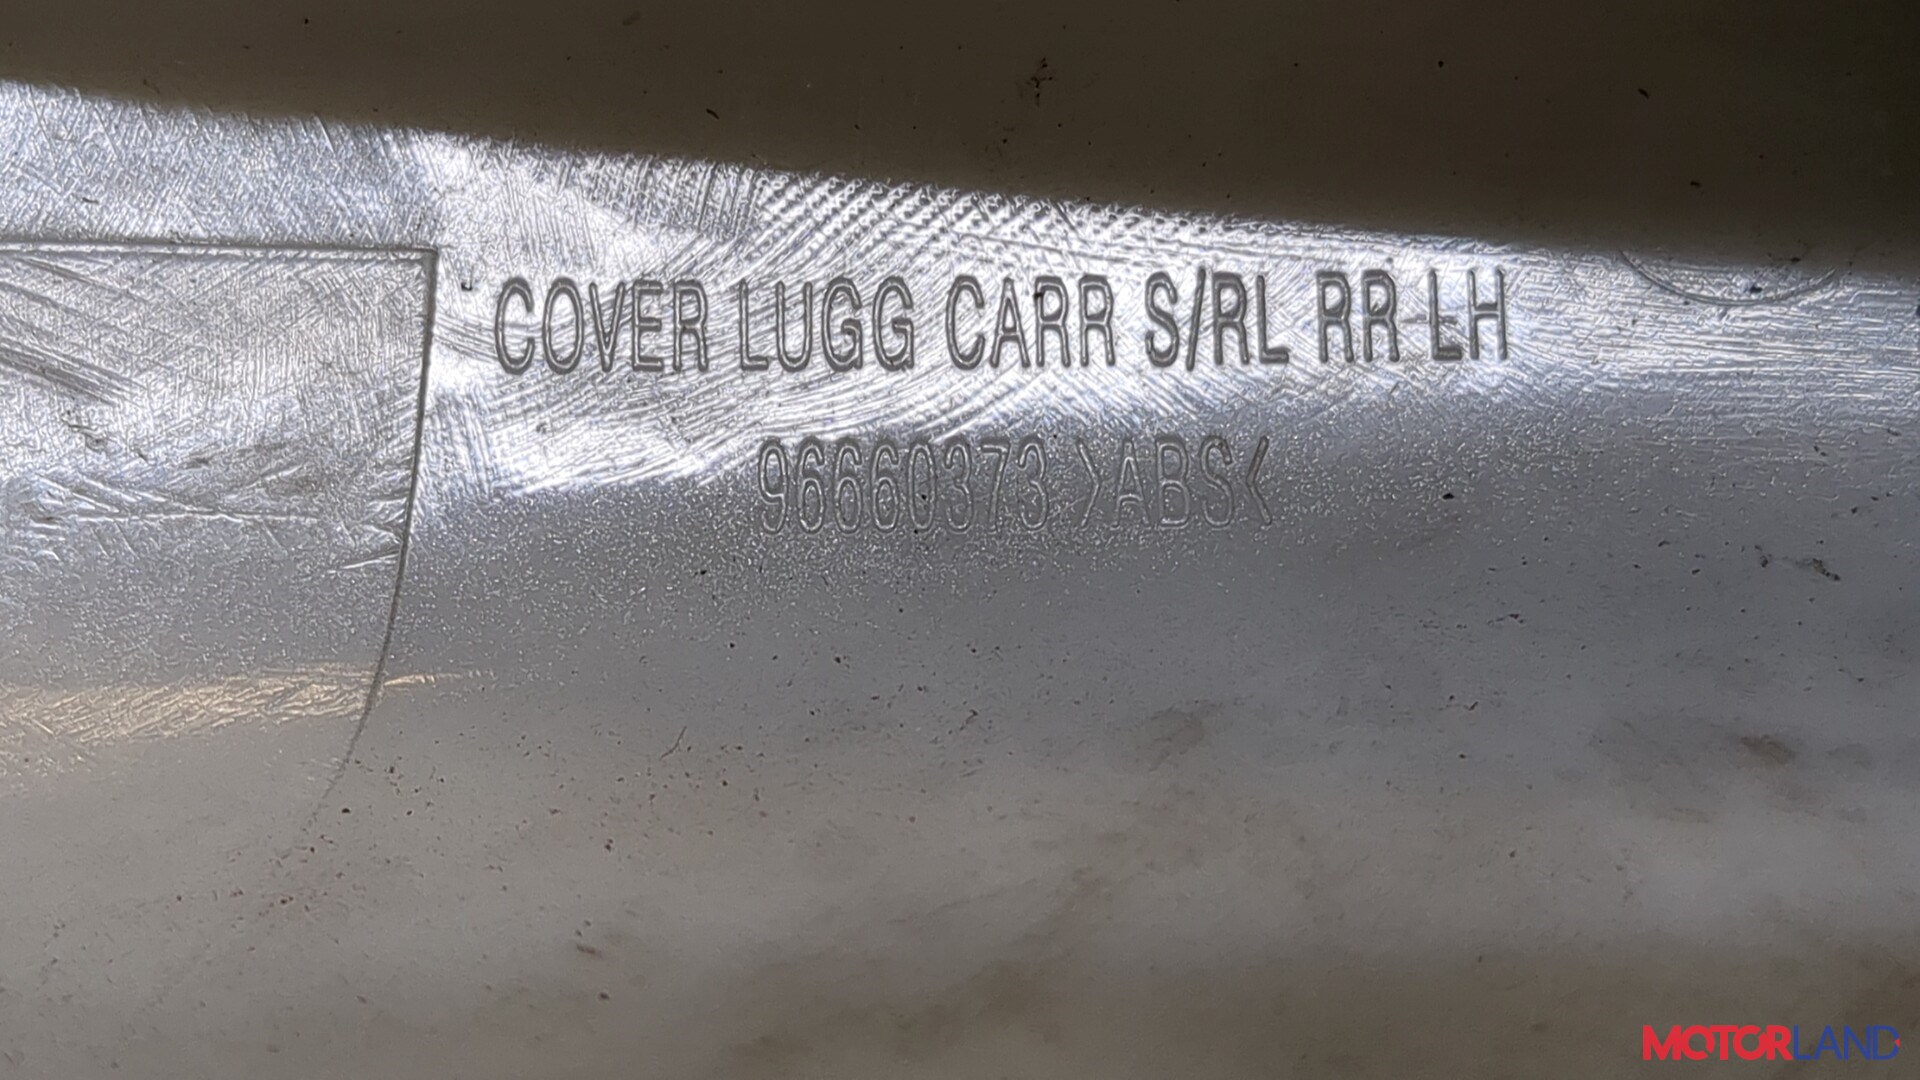 COVER LUGG CARR S/RL RR LH
96660373 >ABS<
MOTORLAND